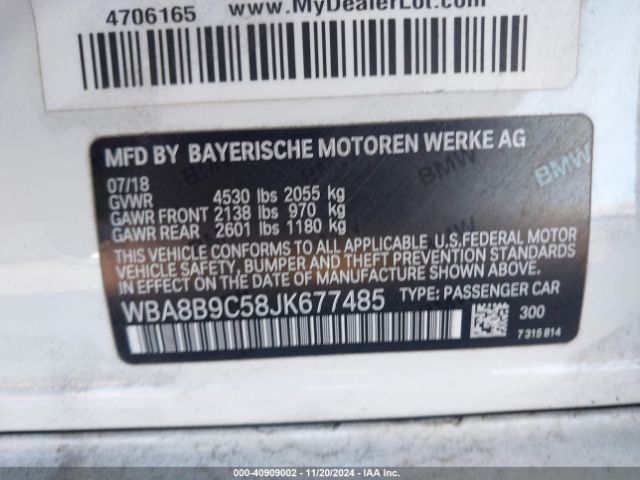 4706165
www.MyDealerLot.com
MFD BY BAYERISCHE MOTOREN WERKE AG
07/18
GVWR 4530 lbs 2055 kg
GAWR FRONT 2138 lbs 970 kg
GAWR REAR 2601 lbs 1180 kg
THIS VEHICLE CONFORMS TO ALL APPLICABLE U.S.FEDERAL MOTOR
VEHICLE SAFETY, BUMPER AND THEFT PREVENTION STANDARDS
IN EFFECT ON THE DATE OF MANUFACTURE SHOWN ABOVE.
WBA8B9C58JK677485 TYPE: PASSENGER CAR
300
7 315 814
BMW
BMW
BMW
000-40909002 - 11/20/2024 - IAA Inc.